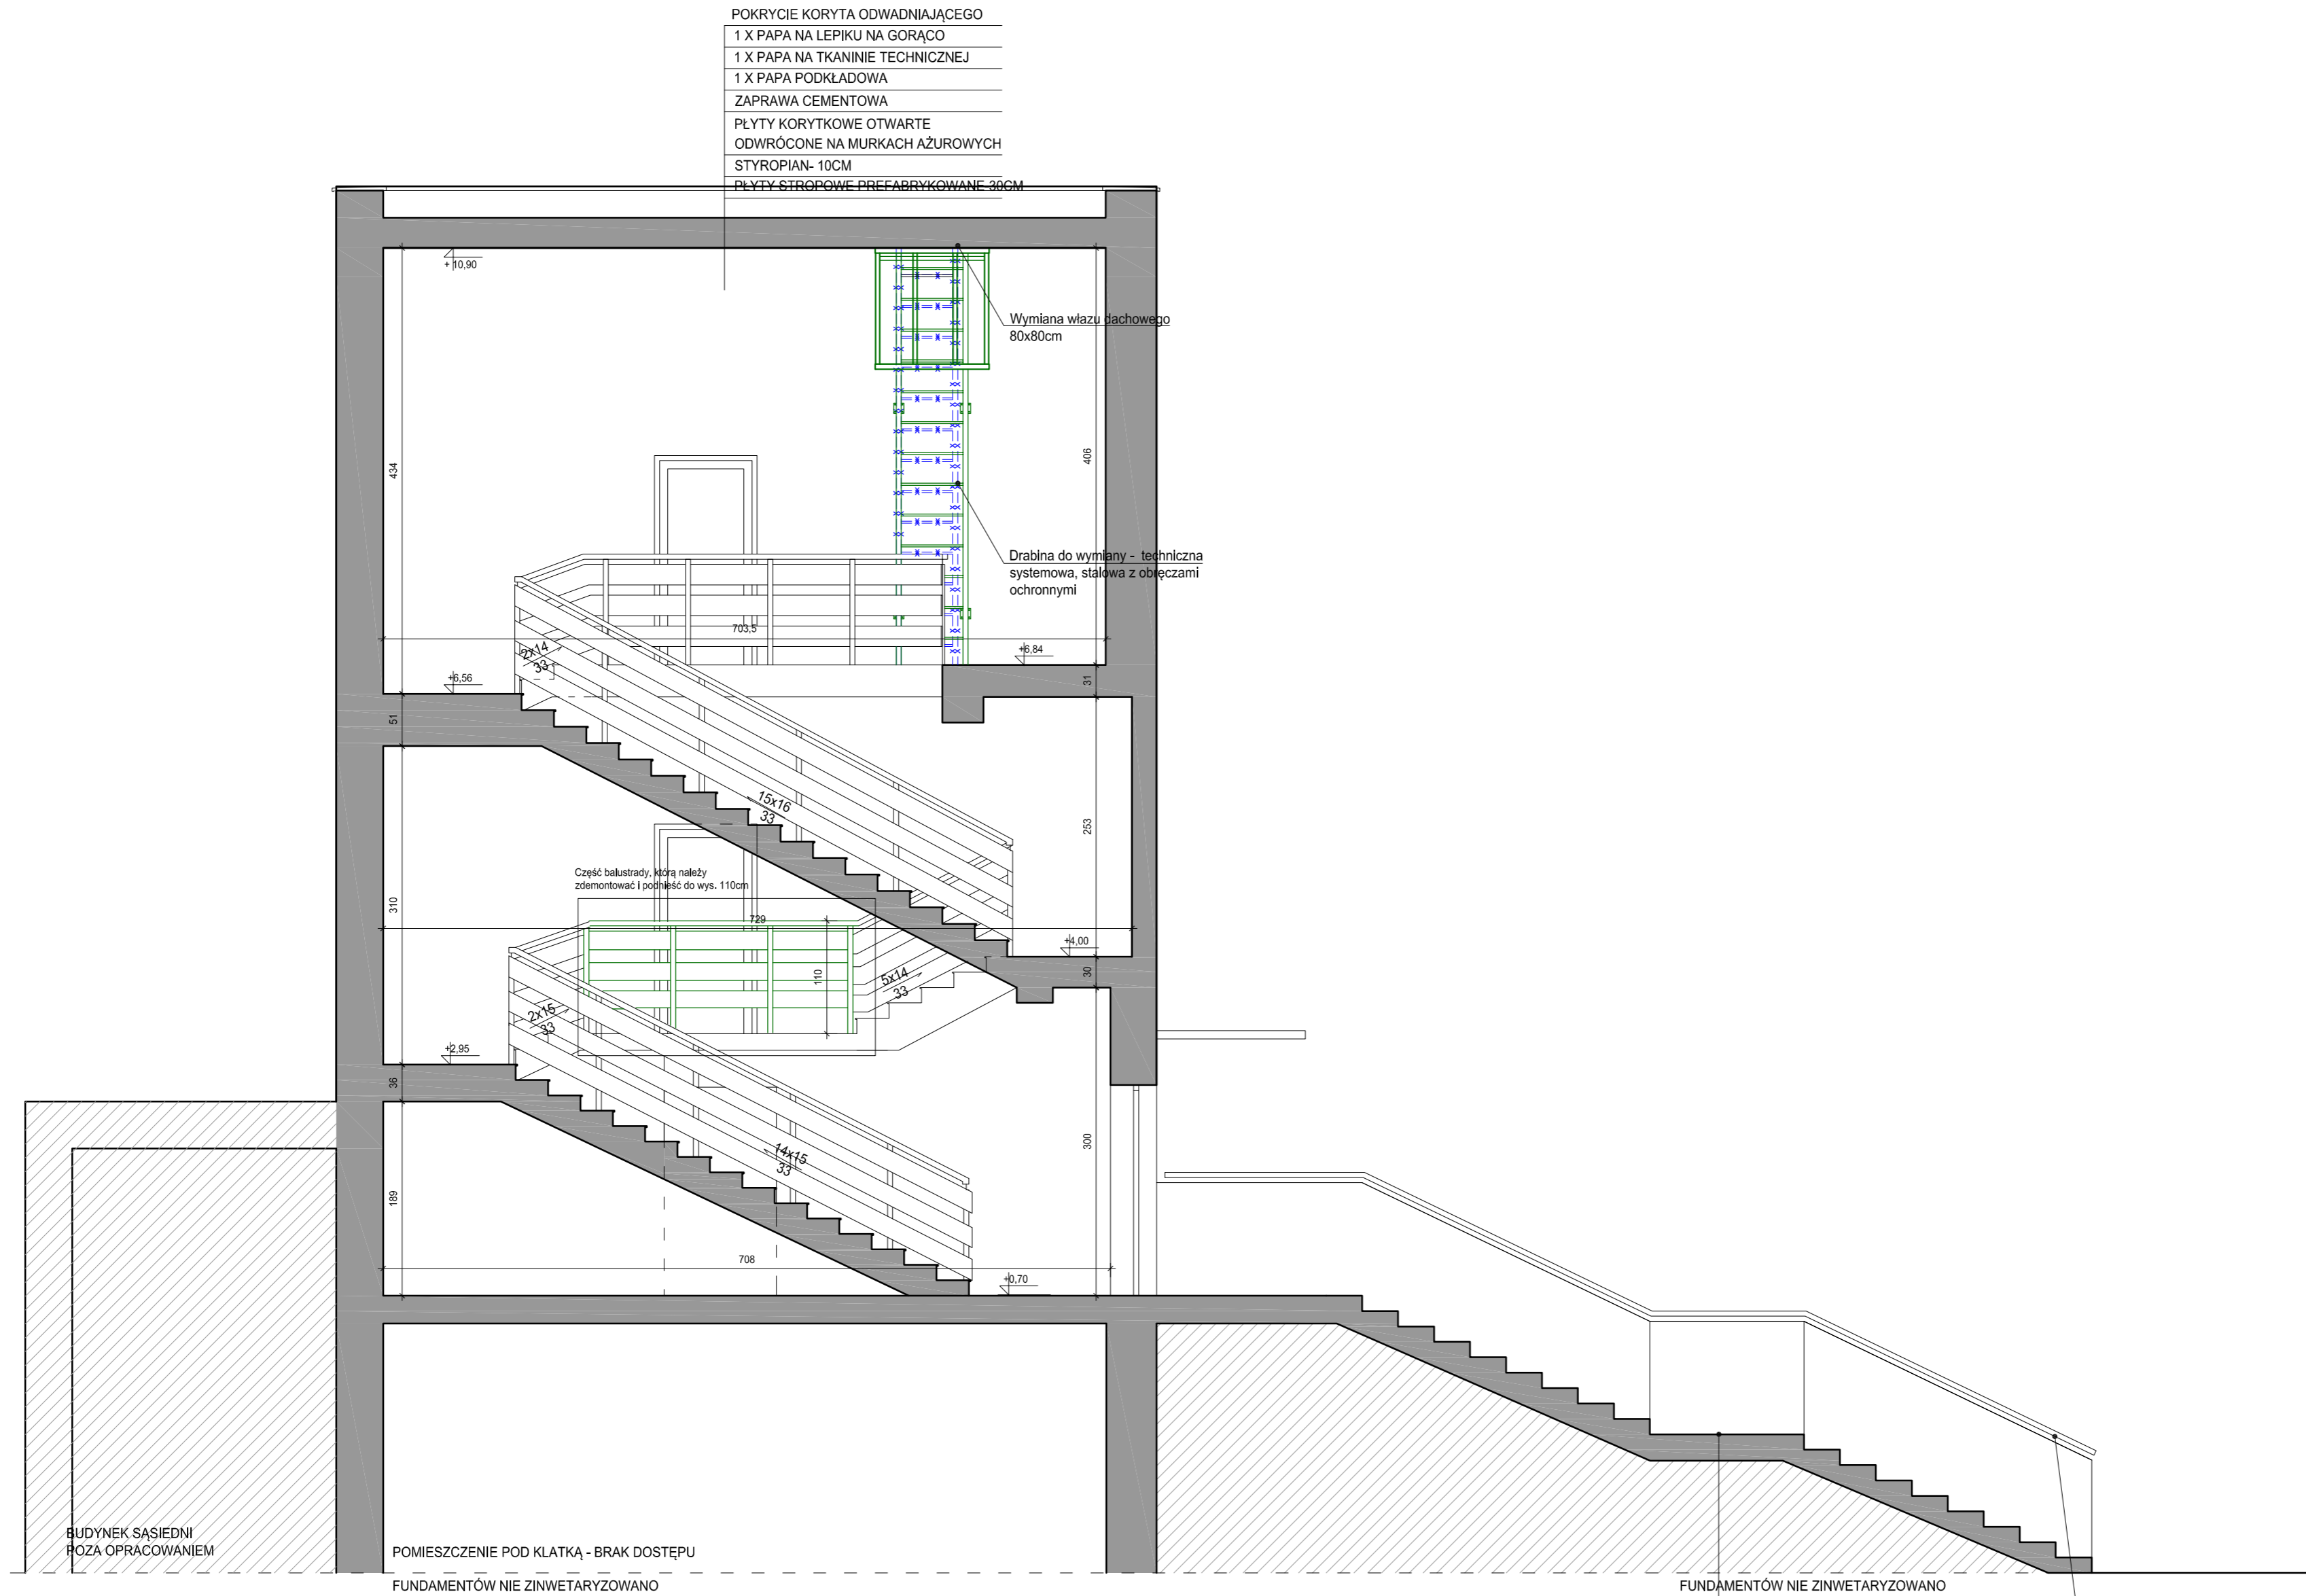 POKRYCIE KORYTA ODWADNIAJĄCEGO
1 X PAPA NA LEPIKU NA GORĄCO
1 X PAPA NA TKANINIE TECHNICZNEJ
1 X PAPA PODKŁADOWA
ZAPRAWA CEMENTOWA
PŁYTY KORYTKOWE OTWARTE
ODWRÓCONE NA MURKACH AŻUROWYCH
STYROPIAN- 10CM
PŁYTY STROPOWE PREFABRYKOWANE 30CM
+10,90
Wymiana włazu dachowego
80x80cm
434
406
Drabina do wymiany - techniczna
systemowa, stalowa z obręczami
ochronnymi
703,5
2x14
33
+6,84
+6,56
31
51
15x16
33
253
Część balustrady, którą należy
zdemontować i podnieść do wys. 110cm
310
729
+4,00
110
5x14
33
30
2x15
33
+2,95
36
14x15
33
300
189
708
+0,70
BUDYNEK SĄSIEDNI
POZA OPRACOWANIEM
POMIESZCZENIE POD KLATKĄ - BRAK DOSTĘPU
FUNDAMENTÓW NIE ZINWETARYZOWANO
FUNDAMENTÓW NIE ZINWETARYZOWANO